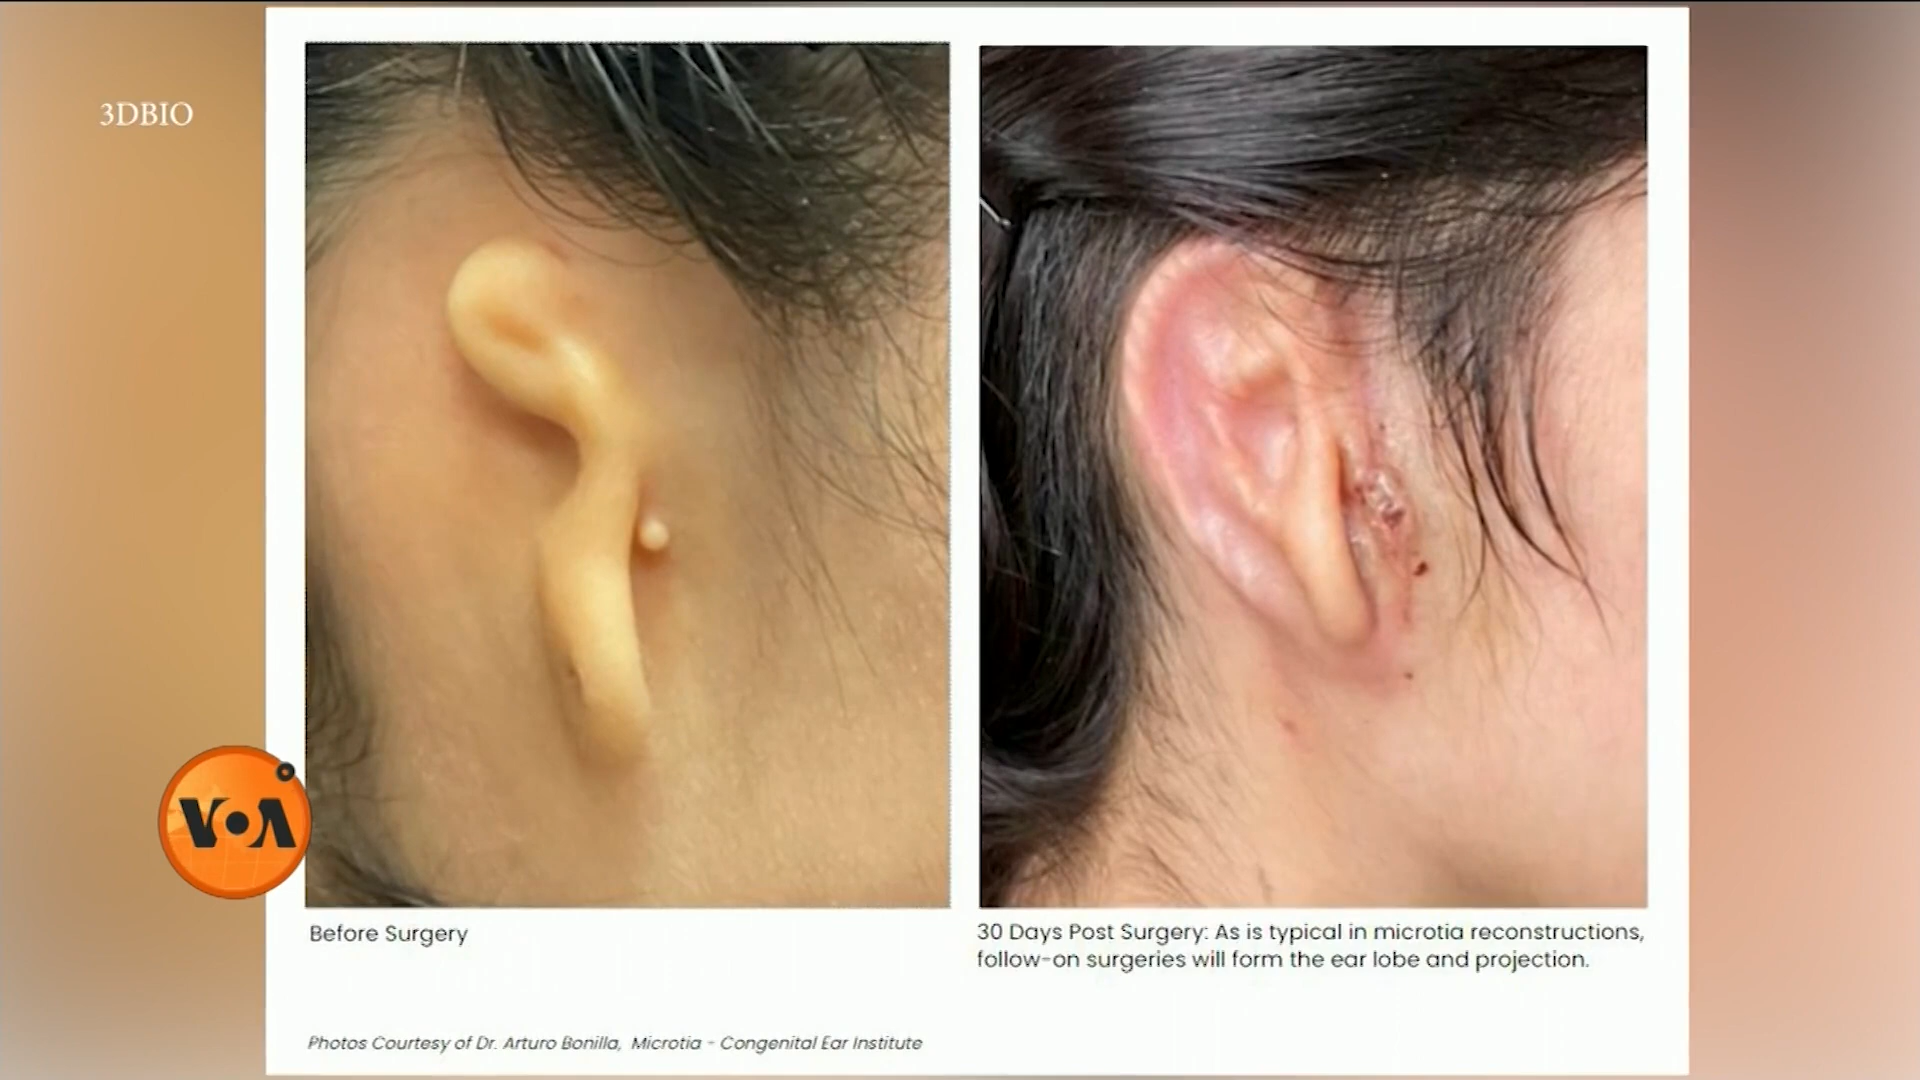 3DBIO
VOA
Before Surgery
30 Days Post Surgery: As is typical in microtia reconstructions,
follow-on surgeries will form the ear lobe and projection.
Photos Courtesy of Dr. Arturo Bonilla, Microtia - Congenital Ear Institute